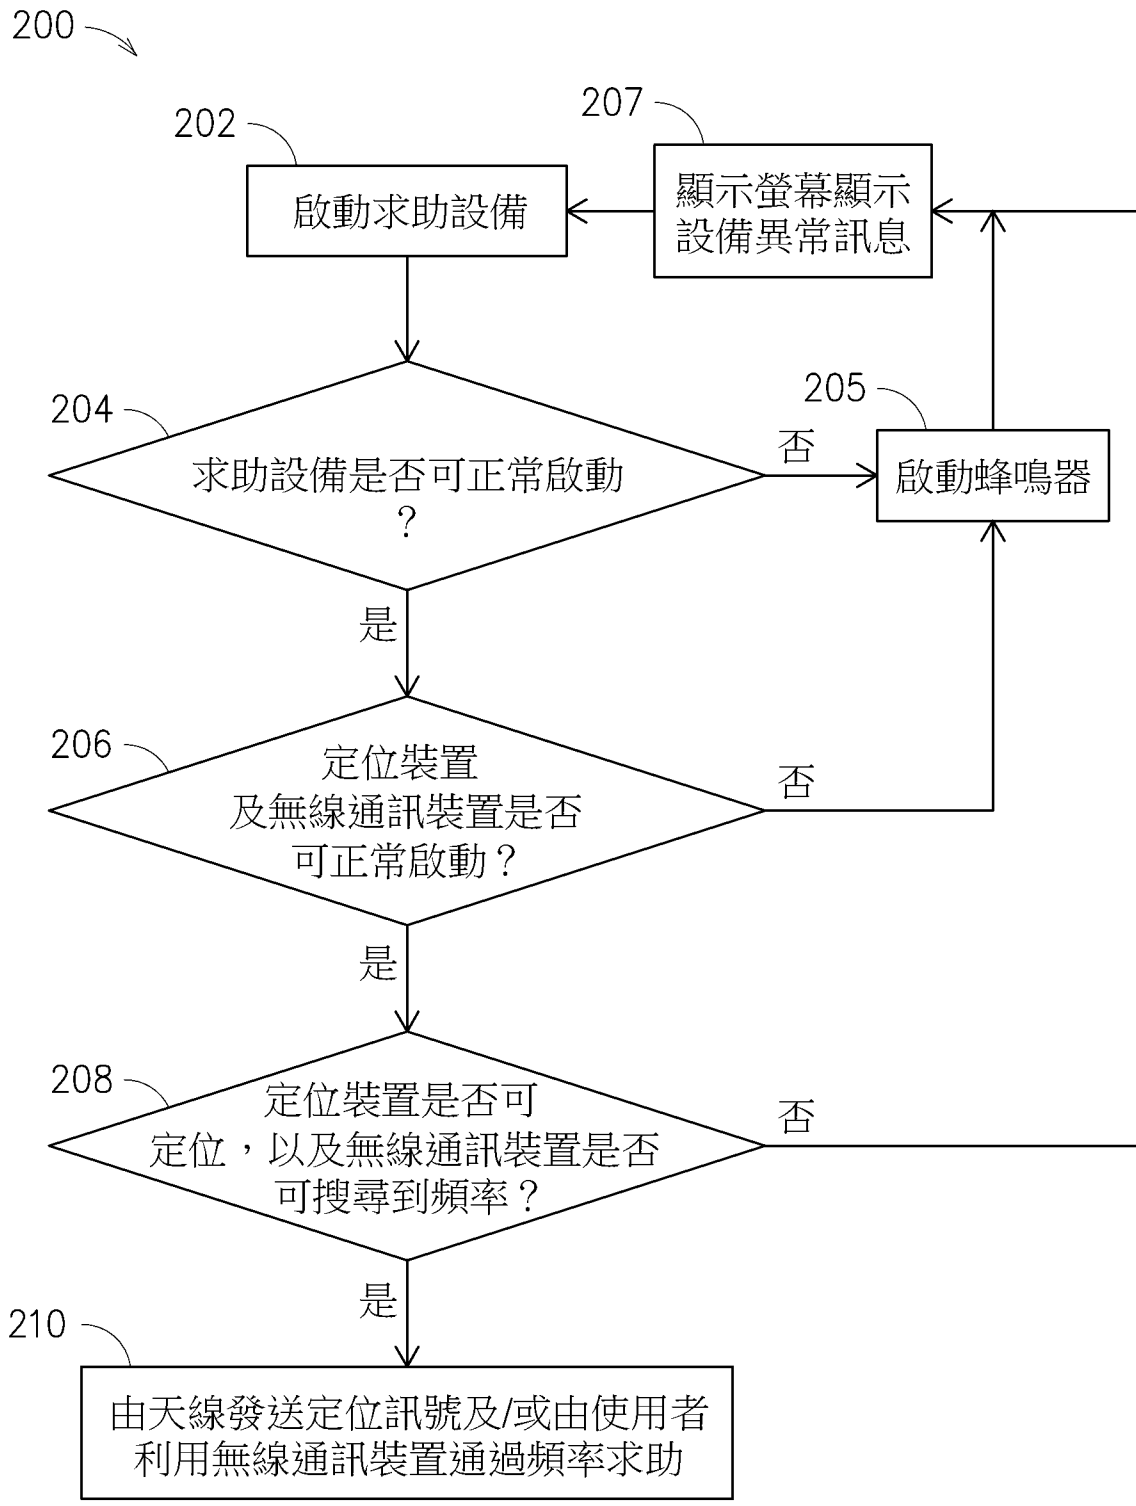 200
202
啟動求助設備
207
顯示螢幕顯示
設備異常訊息
204
求助設備是否可正常啟動
?
否
205
啟動蜂鳴器
是
206
定位裝置
及無線通訊裝置是否
可正常啟動?
否
是
208
定位裝置是否可
定位,以及無線通訊裝置是否
可搜尋到頻率?
否
是
210
由天線發送定位訊號及/或由使用者
利用無線通訊裝置通過頻率求助